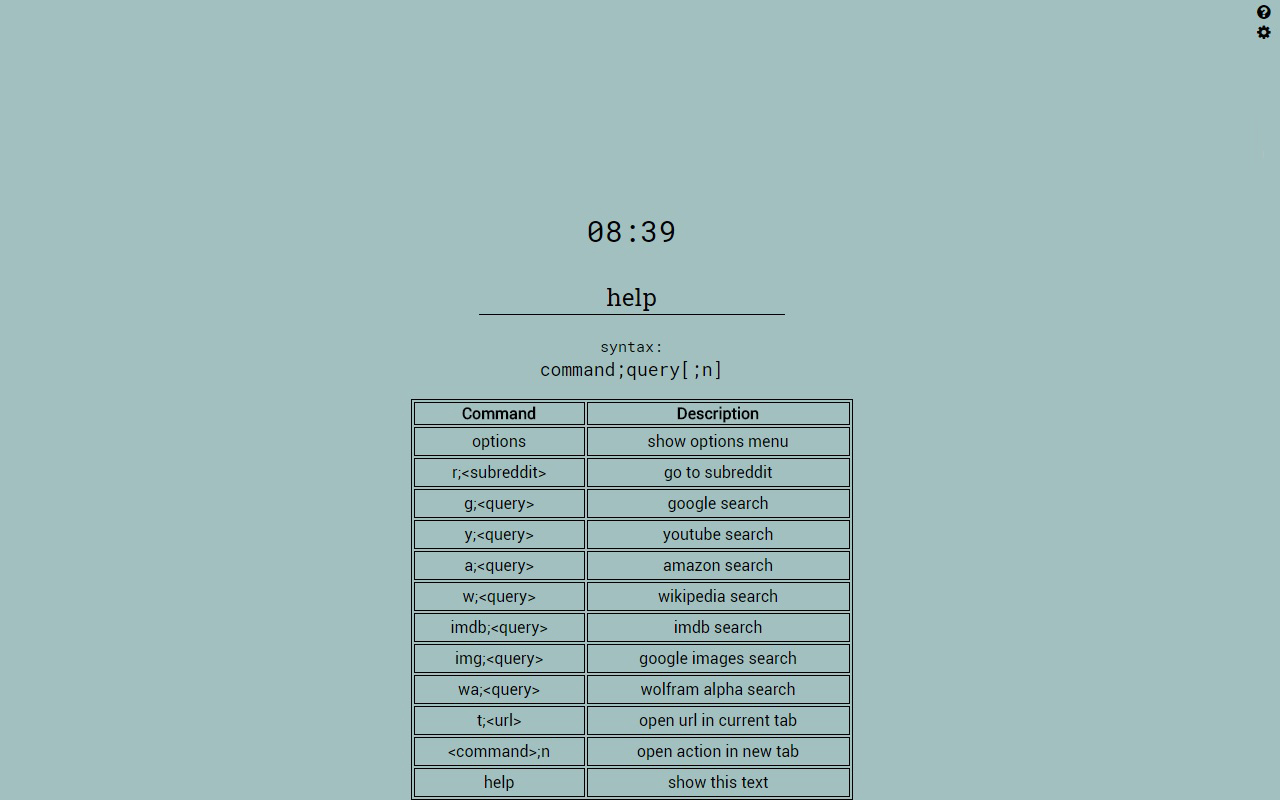 08:39
help
syntax:
command;query[;n]
Command Description
options show options menu
r;<subreddit> go to subreddit
g;<query> google search
y;<query> youtube search
a;<query> amazon search
w;<query> wikipedia search
imdb;<query> imdb search
img;<query> google images search
wa;<query> wolfram alpha search
t;<url> open url in current tab
<command>;n open action in new tab
help show this text